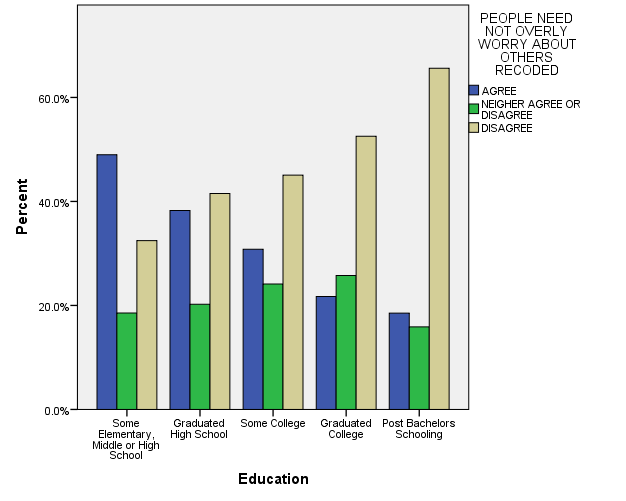 PEOPLE NEED
NOT OVERLY
WORRY ABOUT
OTHERS
RECODED
AGREE
NEIGHER AGREE OR
DISAGREE
DISAGREE
Percent
60.0%
40.0%
20.0%
0.0%
Some
Elementary,
Middle or High
School
Graduated
High School
Some College
Graduated
College
Post Bachelors
Schooling
Education